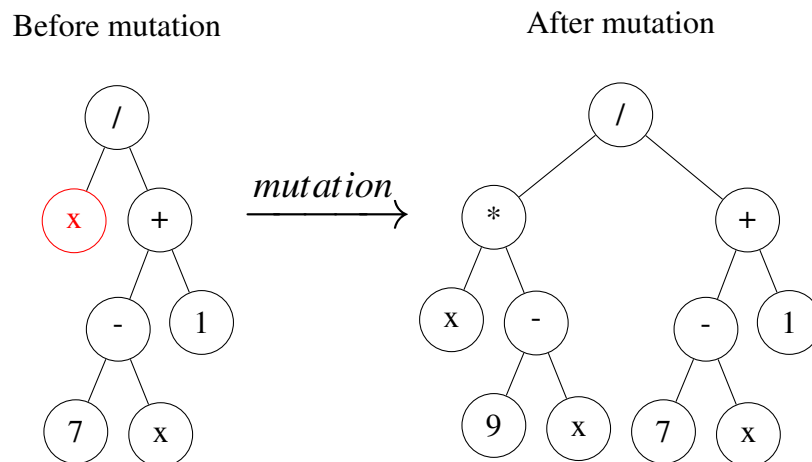 Before mutation
After mutation
/
/
mutation
x
+
*
+
-
1
x
-
-
1
7
x
9
x
7
x